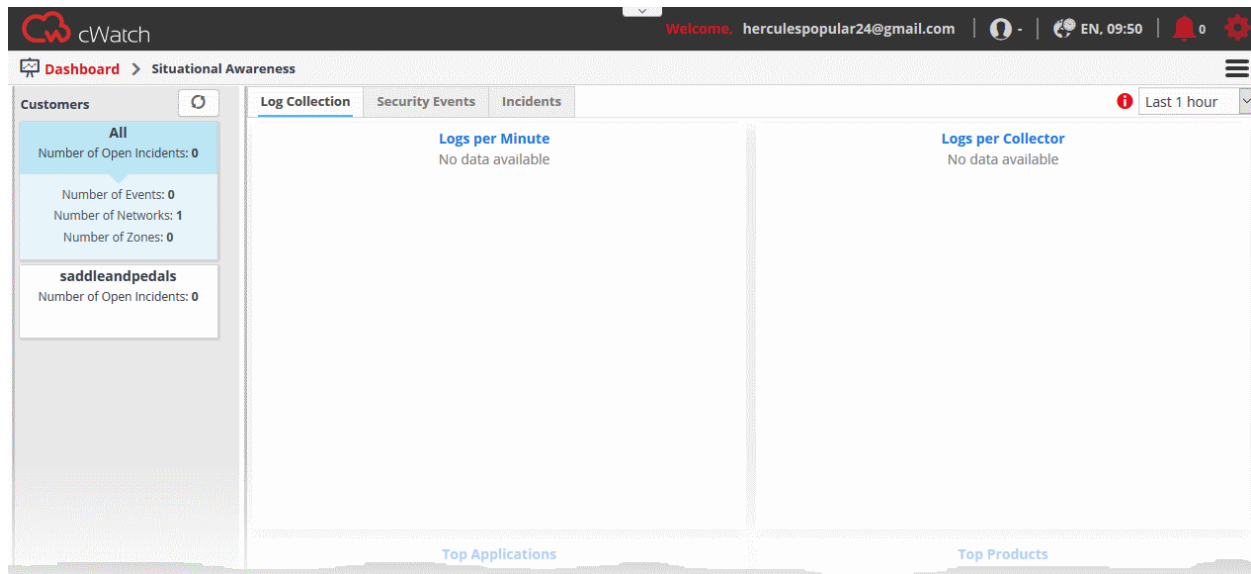 cWatch
Welcome, herculespopular24@gmail.com
-
EN, 09:50
0
Dashboard > Situational Awareness
Customers
All
Number of Open Incidents: 0
Number of Events: 0
Number of Networks: 1
Number of Zones: 0
saddleandpedals
Number of Open Incidents: 0
Log Collection Security Events Incidents
Last 1 hour
Logs per Minute
No data available
Logs per Collector
No data available
Top Applications
Top Products